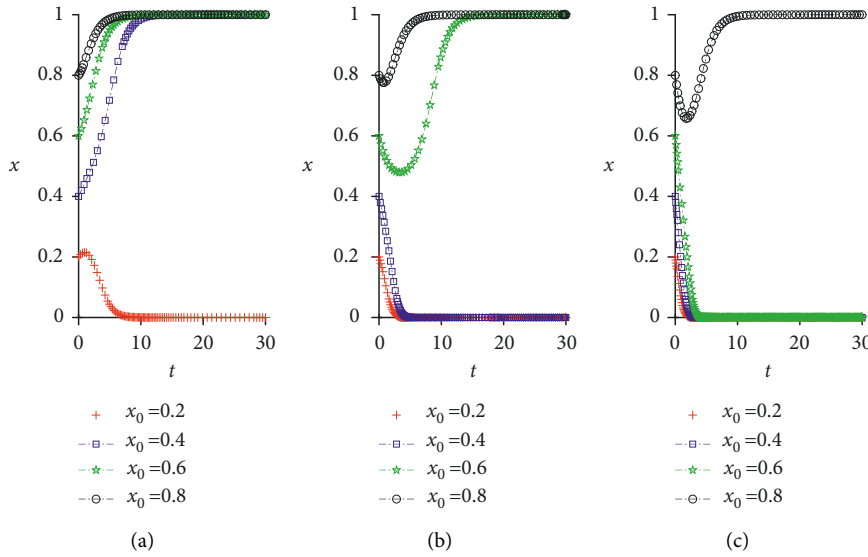 1
0.8
0.6
x
0.4
0.2
0
0 10 20 30
t
x0 = 0.2
x0 = 0.4
x0 = 0.6
x0 = 0.8
(a)
1
0.8
0.6
x
0.4
0.2
0
0 10 20 30
t
x0 = 0.2
x0 = 0.4
x0 = 0.6
x0 = 0.8
(b)
1
0.8
0.6
x
0.4
0.2
0
0 10 20 30
t
x0 = 0.2
x0 = 0.4
x0 = 0.6
x0 = 0.8
(c)